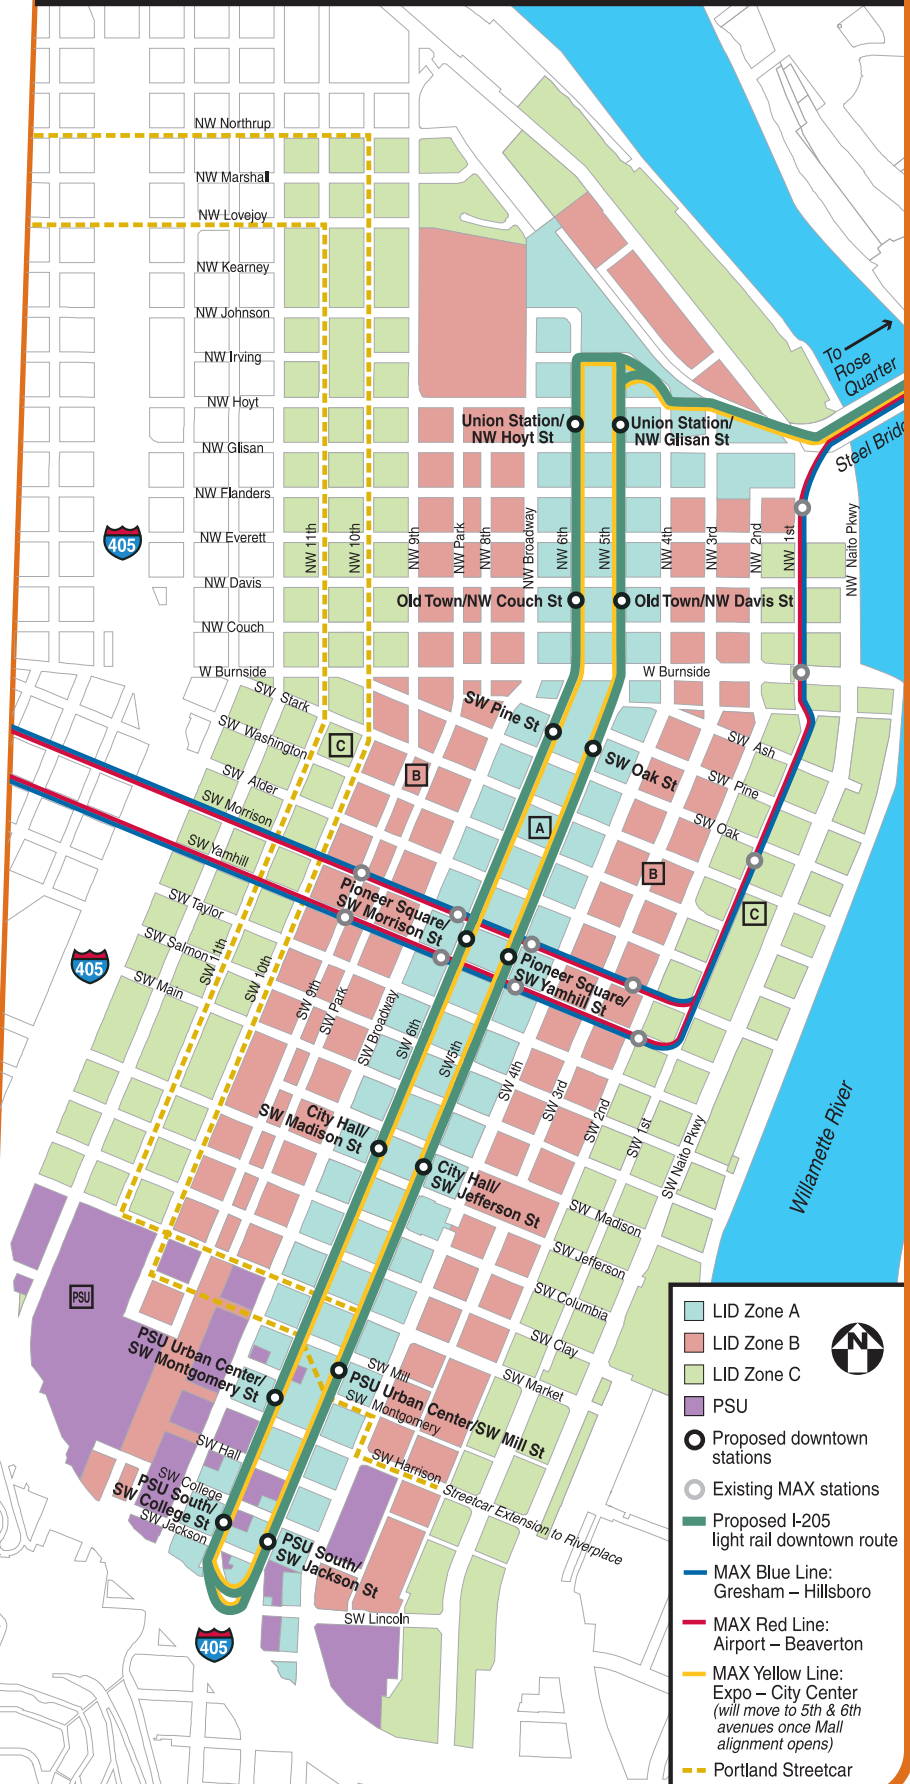 NW Northrup
NW Marshall
NW Lovejoy
NW Kearney
NW Johnson
NW Irving
NW Hoyt
NW Glisan
NW Flanders
NW Everett
NW Davis
NW Couch
W Burnside
W Burnside
To
Rose
Quarter
Steel Bridg
Union Station/
NW Hoyt St
Union Station/
NW Glisan St
405
NW 11th
NW 10th
NW 9th
NW Park
NW 8th
NW Broadway
NW 6th
NW 5th
NW 4th
NW 3rd
NW 2nd
NW 1st
NW Naito Pkwy
Old Town/NW Couch St
Old Town/NW Davis St
SW Stark
SW Washington
SW Alder
SW Morrison
SW Yamhill
SW Taylor
SW Salmon
SW Main
C
B
A
B
C
SW Pine St
SW Oak St
SW Ash
SW Pine
SW Oak
Pioneer Square/
SW Morrison St
Pioneer Square/
SW Yamhill St
405
SW 11th
SW 10th
SW 9th
SW Park
SW Broadway
SW 6th
SW5th
SW 4th
SW 3rd
SW 2nd
SW 1st
SW Naito Pkwy
Willamette River
City Hall/
SW Madison St
City Hall/
SW Jefferson St
SW Madison
SW Jefferson
SW Columbia
SW Clay
SW Market
SW Mill
SW Montgomery
SW Harrison
PSU
PSU Urban Center/
SW Montgomery St
PSU Urban Center/SW Mill St
SW Hall
SW College
SW Jackson
PSU South/
SW College St
PSU South/
SW Jackson St
Streetcar Extension to Riverplace
SW Lincoln
405
LID Zone A
LID Zone B
LID Zone C
PSU
N
Proposed downtown
stations
Existing MAX stations
Proposed I-205
light rail downtown route
MAX Blue Line:
Gresham – Hillsboro
MAX Red Line:
Airport – Beaverton
MAX Yellow Line:
Expo – City Center
(will move to 5th & 6th
avenues once Mall
alignment opens)
Portland Streetcar